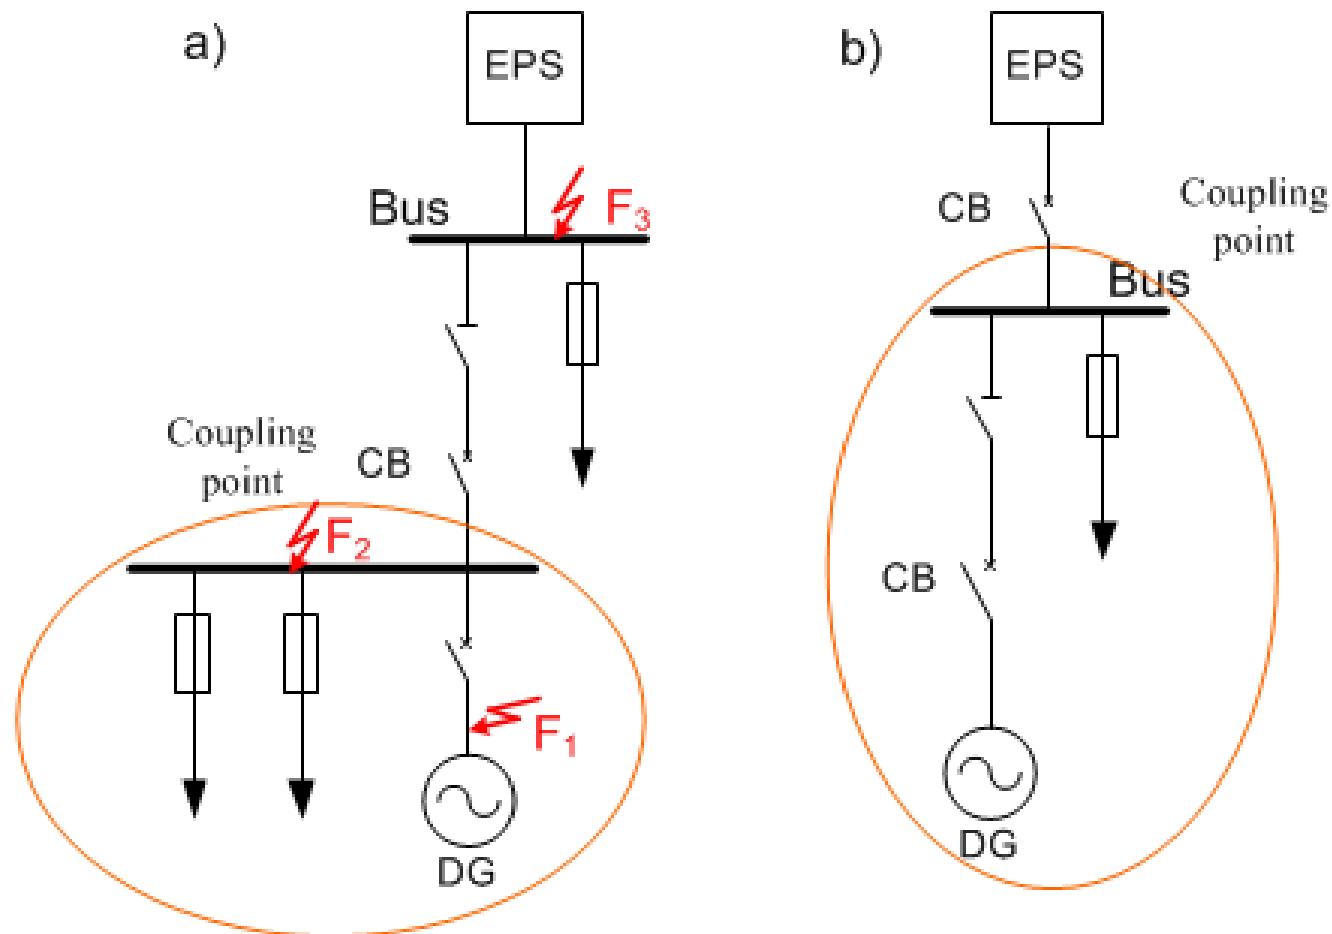 a)
EPS
Bus
F₃
Coupling
point
CB
F₂
F₁
DG
b)
EPS
CB
Coupling
point
Bus
CB
DG